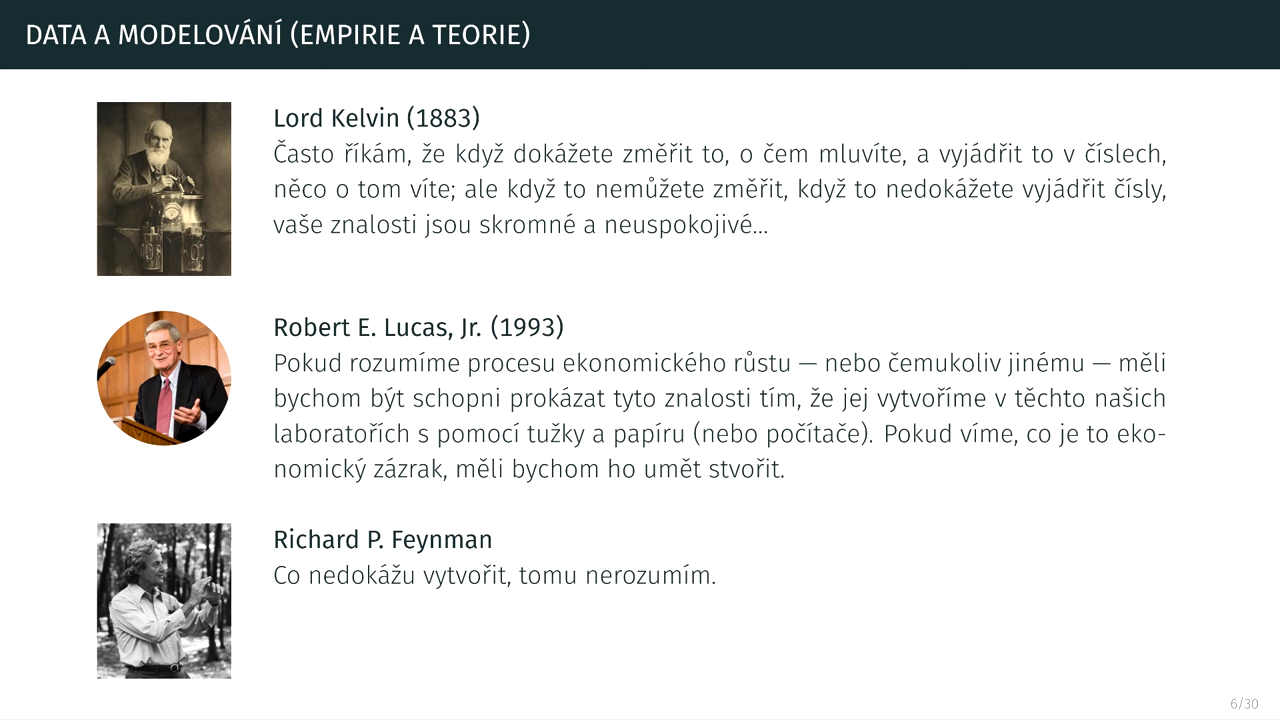 DATA A MODELOVÁNÍ (EMPIRIE A TEORIE)
Lord Kelvin (1883)
Často říkám, že když dokážete změřit to, o čem mluvíte, a vyjádřit to v číslech,
něco o tom víte; ale když to nemůžete změřit, když to nedokážete vyjádřit čísly,
vaše znalosti jsou skromné a neuspokojivé...
Robert E. Lucas, Jr. (1993)
Pokud rozumíme procesu ekonomického růstu — nebo čemukoliv jinému — měli
bychom být schopni prokázat tyto znalosti tím, že jej vytvoříme v těchto našich
laboratořích s pomocí tužky a papíru (nebo počítače). Pokud víme, co je to eko-
nomický zázrak, měli bychom ho umět stvořit.
Richard P. Feynman
Co nedokážu vytvořit, tomu nerozumím.
6/30